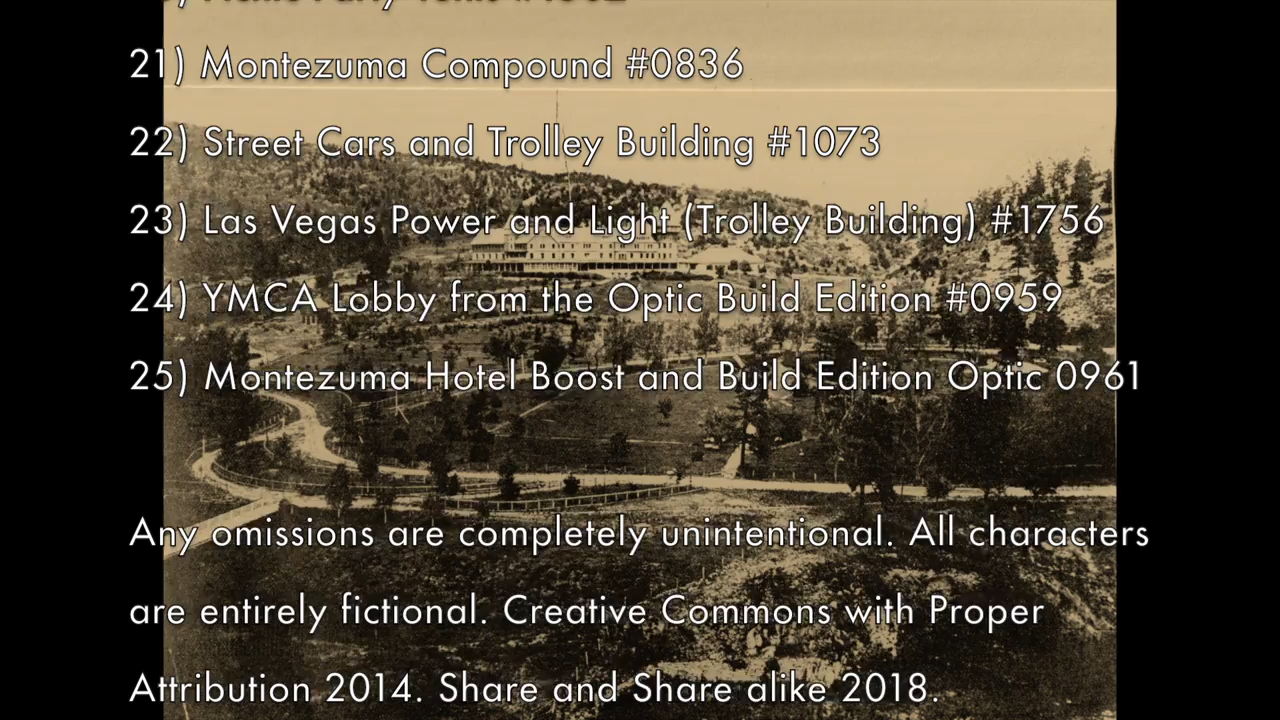 21) Montezuma Compound #0836
22) Street Cars and Trolley Building #1073
23) Las Vegas Power and Light (Trolley Building) #1756
24) YMCA Lobby from the Optic Build Edition #0959
25) Montezuma Hotel Boost and Build Edition Optic 0961
Any omissions are completely unintentional. All characters
are entirely fictional. Creative Commons with Proper
Attribution 2014. Share and Share alike 2018.